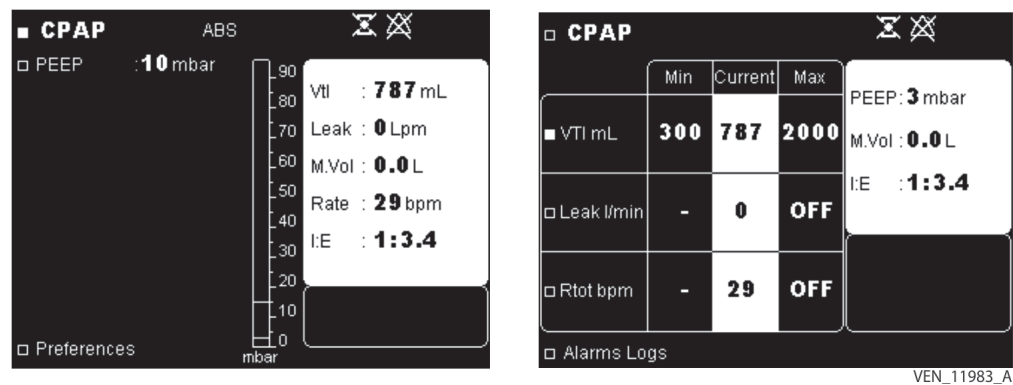 CPAP ABS
PEEP :10 mbar
90
80
70
60
50
40
30
20
10
0
mbar
VtI : 787 mL
Leak : 0 Lpm
M.Vol : 0.0 L
Rate : 29 bpm
I:E : 1:3.4
Preferences
CPAP
Min Current Max
VTI mL 300 787 2000
Leak l/min - 0 OFF
Rtot bpm - 29 OFF
PEEP: 3 mbar
M.Vol : 0.0 L
I:E : 1:3.4
Alarms Logs
VEN_11983_A